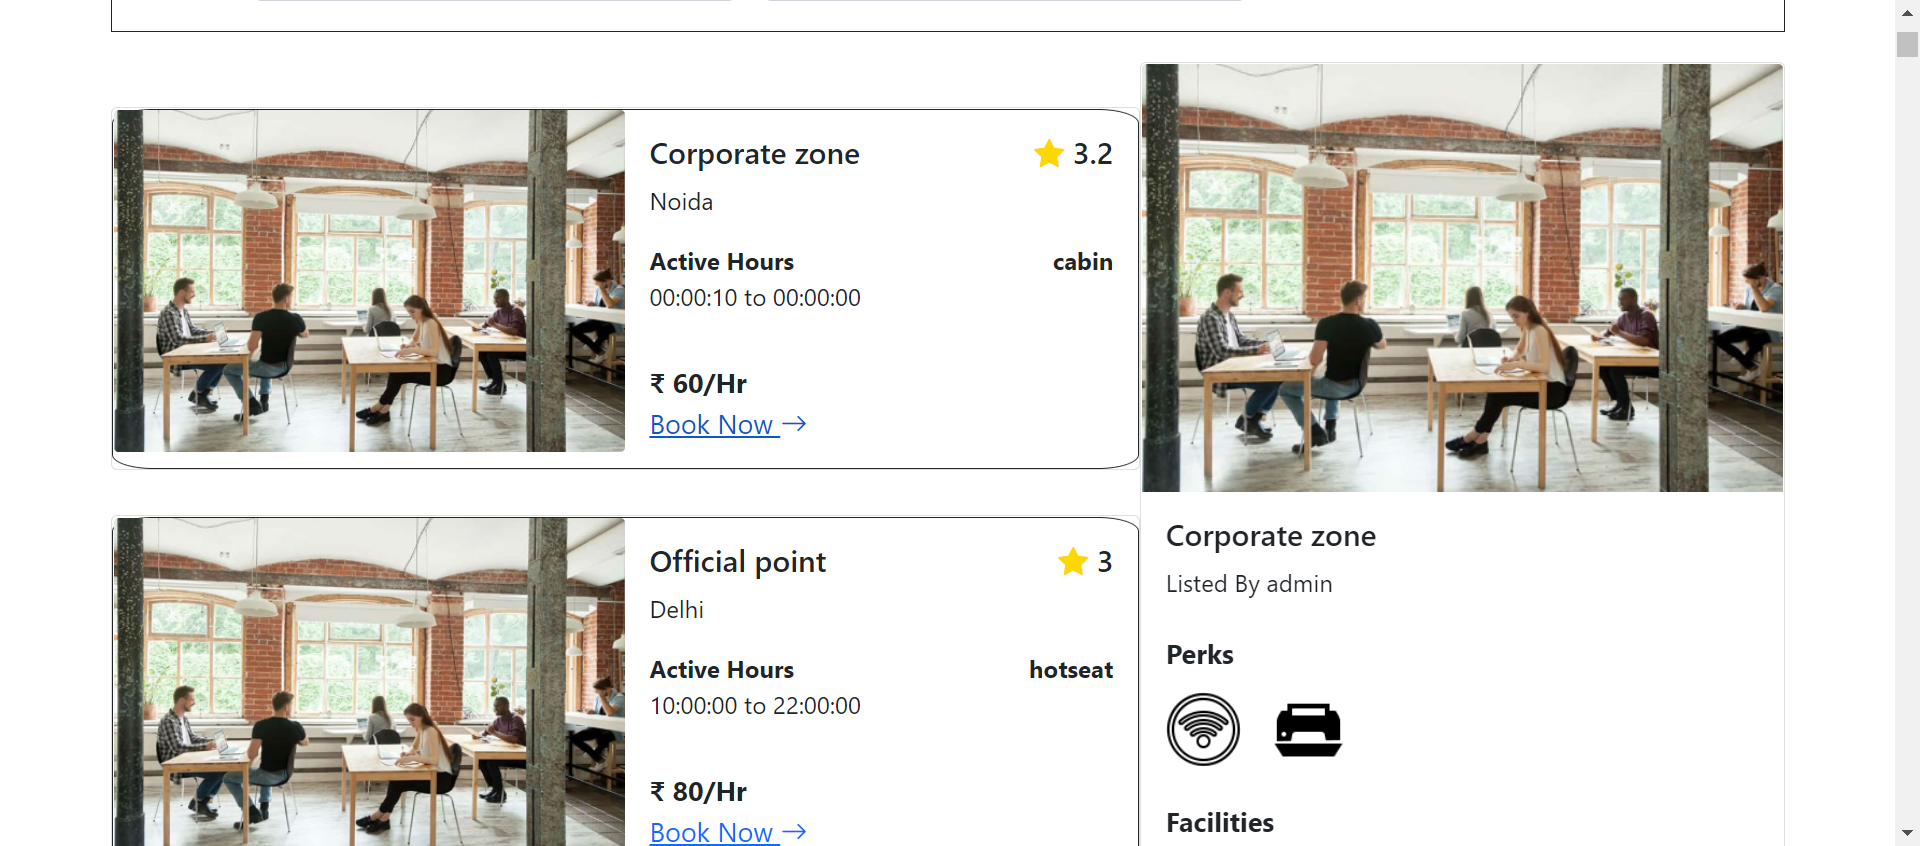 Corporate zone
3.2
Noida
Active Hours
cabin
00:00:10 to 00:00:00
₹ 60/Hr
Book Now
Official point
3
Delhi
Active Hours
hotseat
10:00:00 to 22:00:00
₹ 80/Hr
Book Now
Corporate zone
Listed By admin
Perks
Facilities